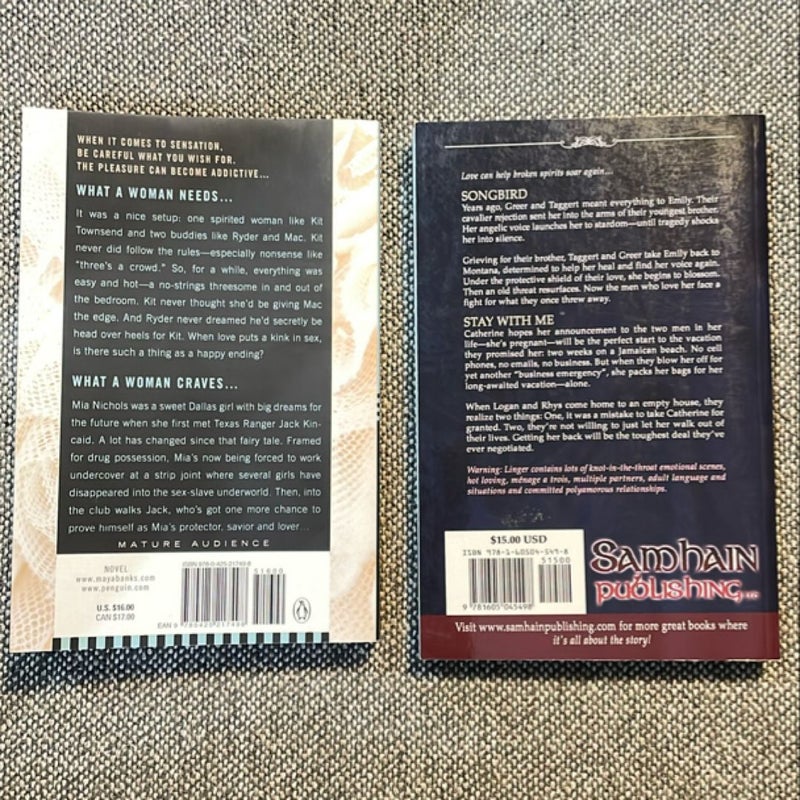 WHEN IT COMES TO SENSATION,
BE CAREFUL WHAT YOU WISH FOR.
THE PLEASURE CAN BECOME ADDICTIVE...
WHAT A WOMAN NEEDS...
It was a nice setup: one spirited woman like Kit
Townsend and two buddies like Ryder and Mac. Kit
never did follow the rules—especially nonsense like
"three's a crowd." So, for a while, everything was
easy and hot—a no-strings threesome in and out of
the bedroom. Kit never thought she'd be giving Mac
the edge. And Ryder never dreamed he'd secretly be
head over heels for Kit. When love puts a kink in sex,
is there such a thing as a happy ending?
WHAT A WOMAN CRAVES...
Mia Nichols was a sweet Dallas girl with big dreams for
the future when she first met Texas Ranger Jack Kin-
caid. A lot has changed since that fairy tale. Framed
for drug possession, Mia's now being forced to work
undercover at a strip joint where several girls have
disappeared into the sex-slave underworld. Then, into
the club walks Jack, who's got one more chance to
prove himself as Mia's protector, savior and lover...
MATURE AUDIENCE
NOVEL
www.mayabanks.com
www.penguin.com
U.S. $16.00
CAN $17.00
ISBN 978-0-425-21749-8
51600
EAN 9 780425 217498
Love can help broken spirits soar again...
SONGBIRD
Years ago, Greer and Taggert meant everything to Emily. Their
cavalier rejection sent her into the arms of their youngest brother.
Her angelic voice launches her to stardom—until tragedy shocks
her into silence.
Grieving for their brother, Taggert and Greer take Emily back to
Montana, determined to help her heal and find her voice again.
Under the protective shield of their love, she begins to blossom.
Then an old threat resurfaces. Now the men who love her face a
fight for what they once threw away.
STAY WITH ME
Catherine hopes her announcement to the two men in her
life—she's pregnant—will be the perfect start to the vacation
they promised her: two weeks on a Jamaican beach. No cell
phones, no emails, no business. But when they blow her off for
yet another "business emergency", she packs her bags for her
long-awaited vacation—alone.
When Logan and Rhys come home to an empty house, they
realize two things: One, it was a mistake to take Catherine for
granted. Two, they're not willing to just let her walk out of
their lives. Getting her back will be the toughest deal they've
ever negotiated.
Warning: Linger contains lots of knot-in-the-throat emotional scenes,
hot loving, ménage a trois, multiple partners, adult language and
situations and committed polyamorous relationships.
$15.00 USD
ISBN 978-1-60504-549-8
51500
9 781605 045498
Samhain
publishing, LTD
Visit www.samhainpublishing.com for more great books where
it's all about the story!